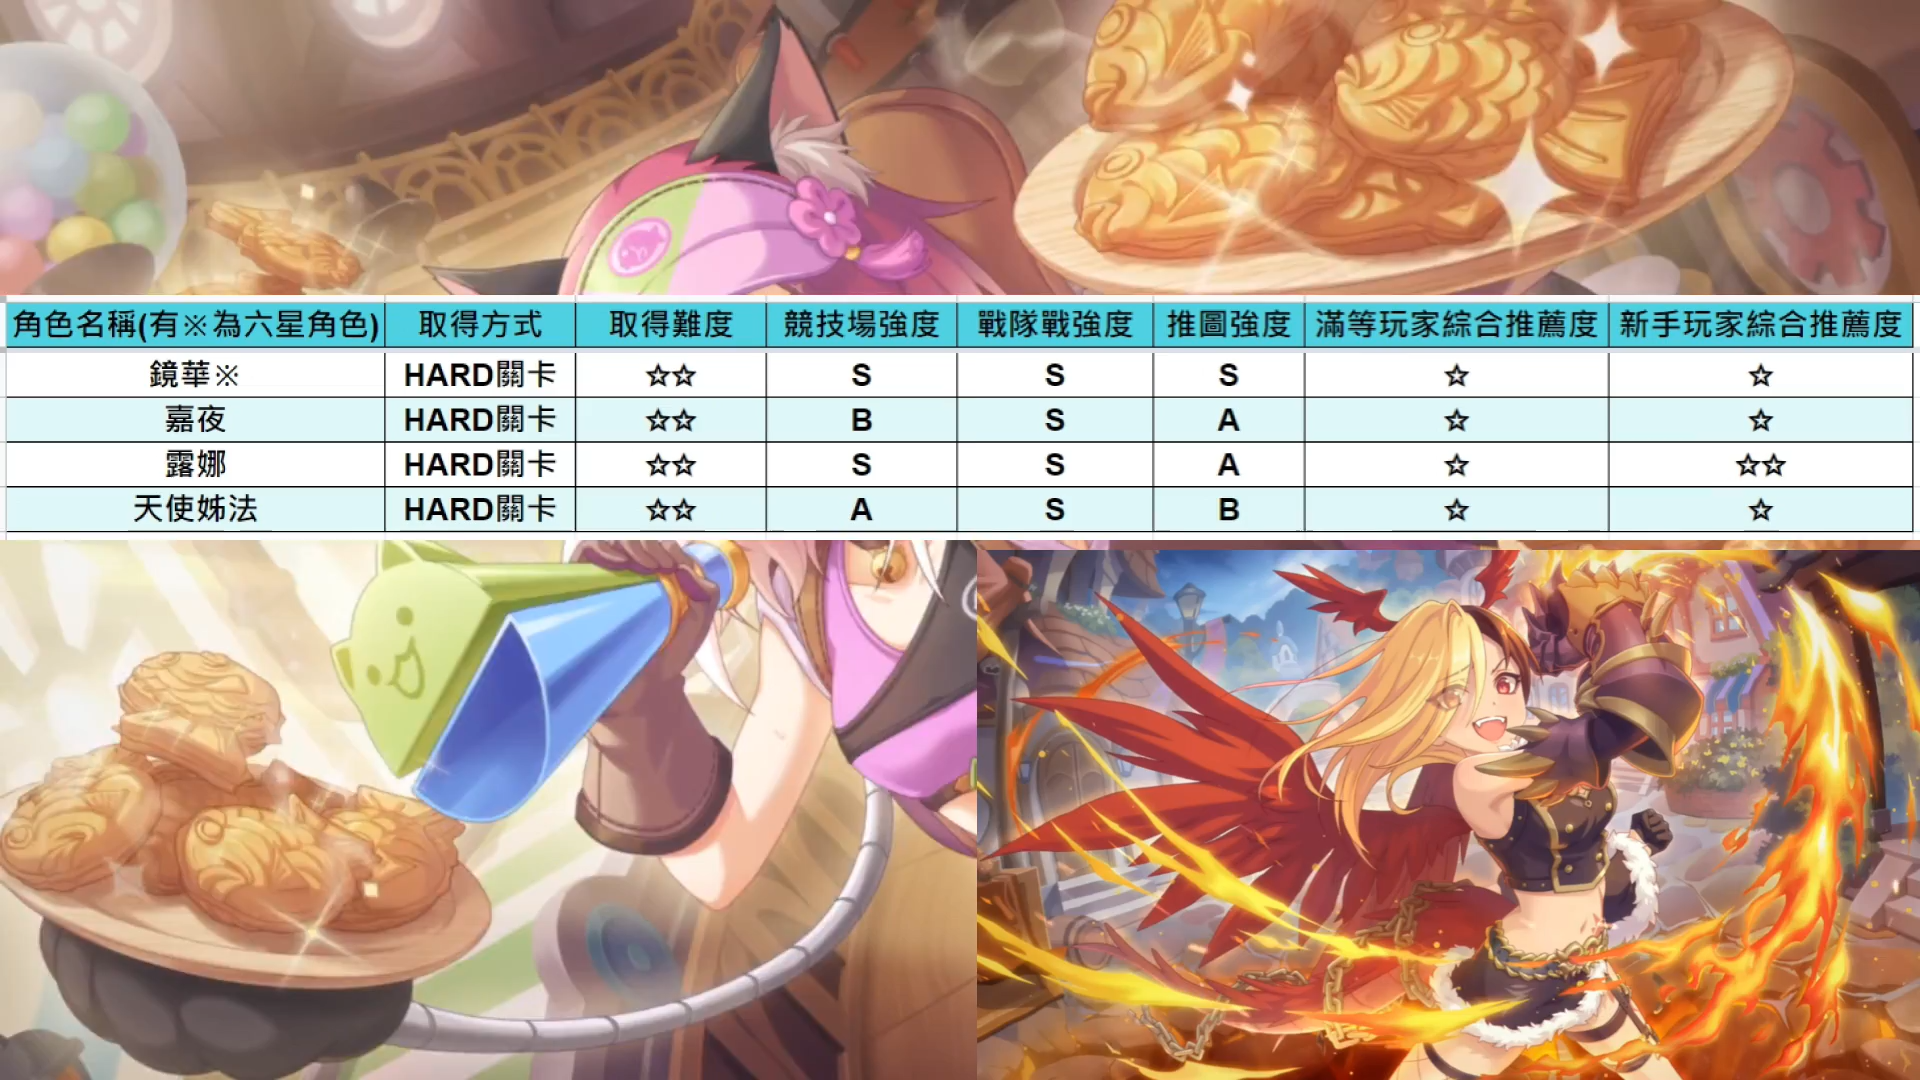 角色名稱(有※為六星角色) 取得方式 取得難度 競技場強度 戰隊戰強度 推圖強度 滿等玩家綜合推薦度 新手玩家綜合推薦度
鏡華※ HARD關卡 ☆☆ S S S ☆ ☆
嘉夜 HARD關卡 ☆☆ B S A ☆ ☆
露娜 HARD關卡 ☆☆ S S A ☆ ☆☆
天使姊法 HARD關卡 ☆☆ A S B ☆ ☆